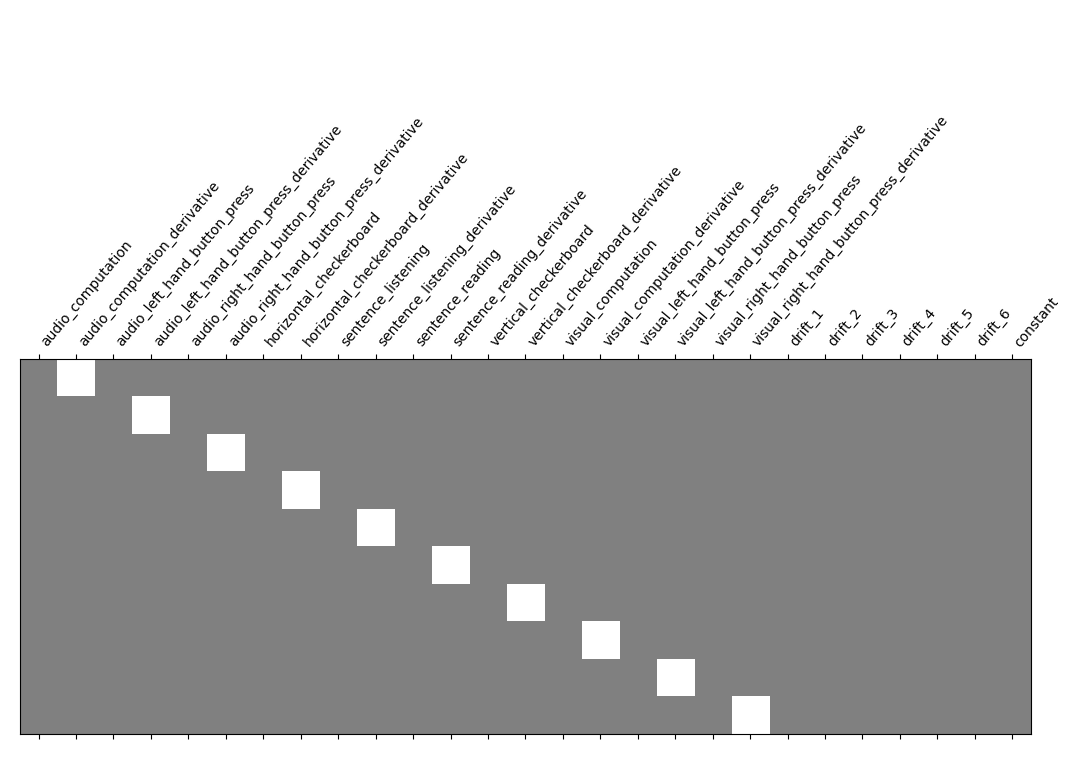 audio_computation
audio_computation_derivative
audio_left_hand_button_press
audio_left_hand_button_press_derivative
audio_right_hand_button_press
audio_right_hand_button_press_derivative
horizontal_checkerboard
horizontal_checkerboard_derivative
sentence_listening
sentence_listening_derivative
sentence_reading
sentence_reading_derivative
vertical_checkerboard
vertical_checkerboard_derivative
visual_computation
visual_computation_derivative
visual_left_hand_button_press
visual_left_hand_button_press_derivative
visual_right_hand_button_press
visual_right_hand_button_press_derivative
drift_1
drift_2
drift_3
drift_4
drift_5
drift_6
constant